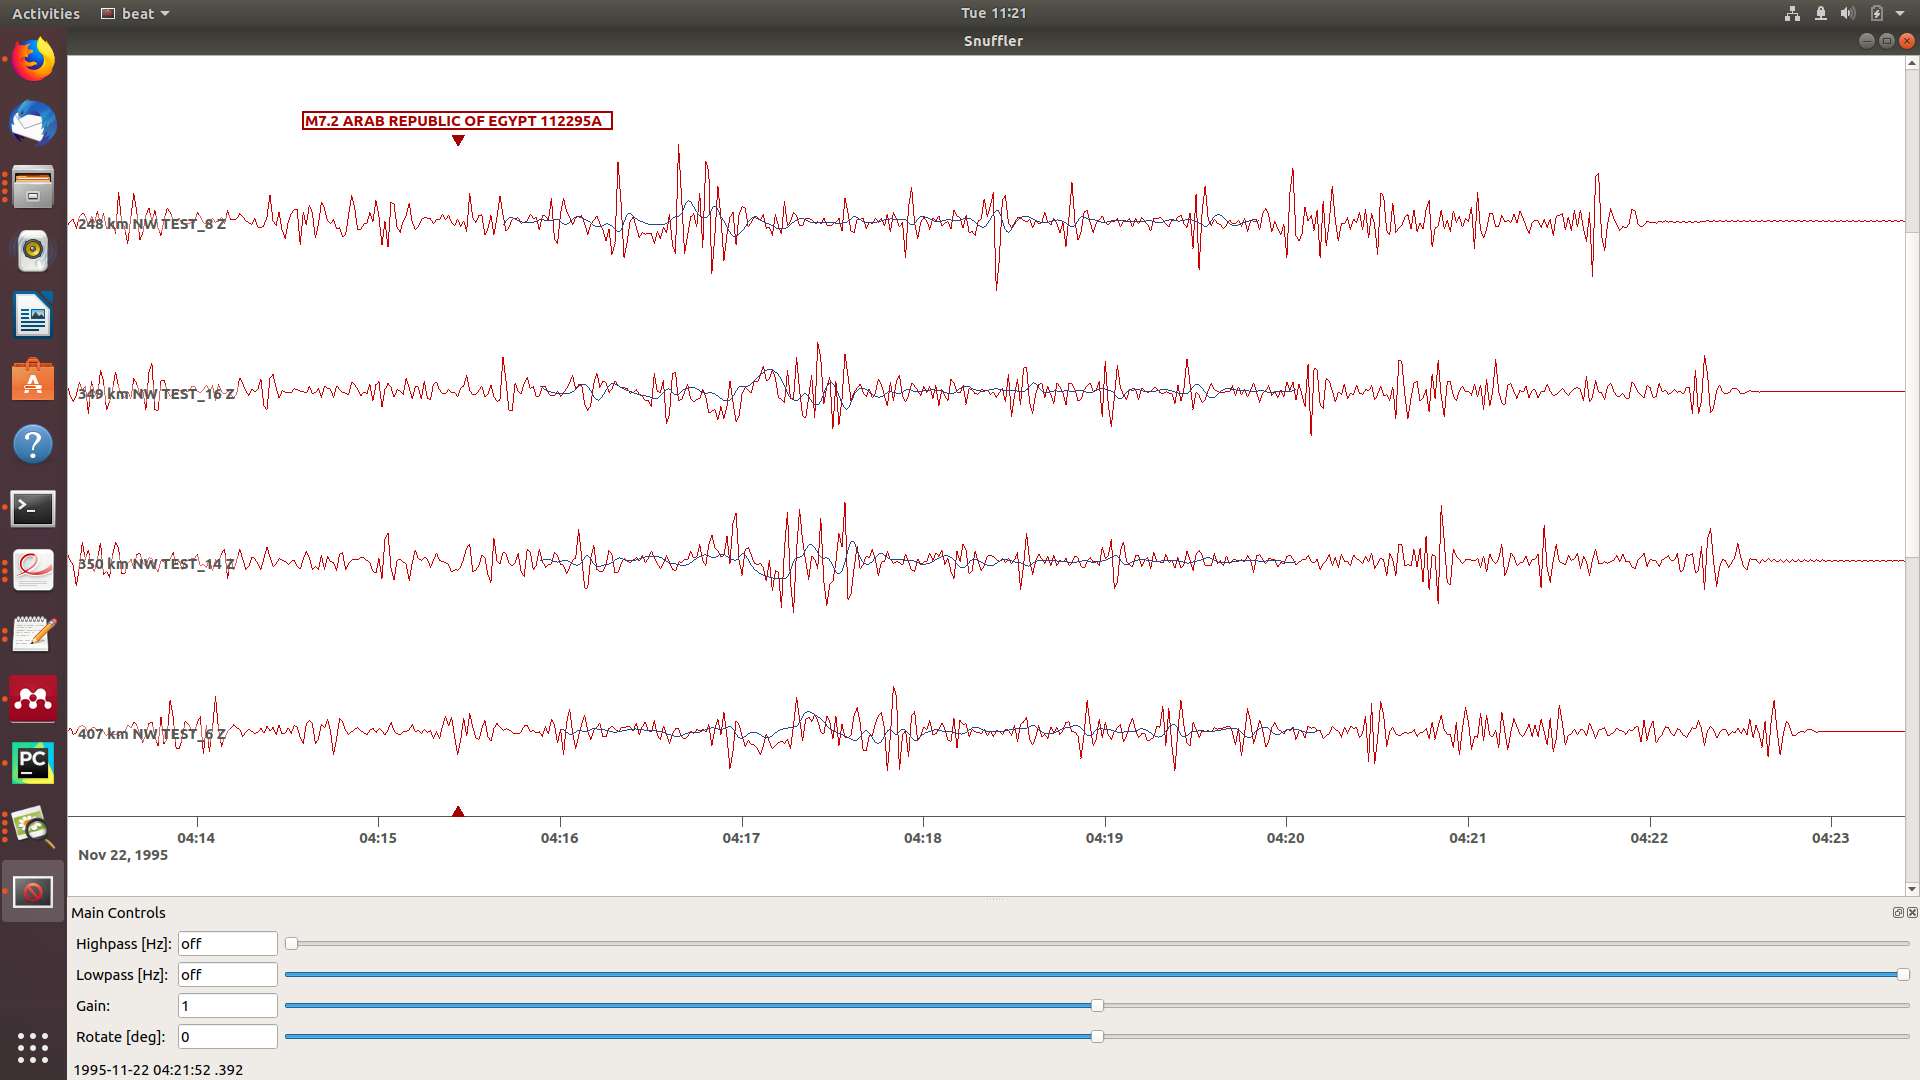 Activities beat Tue 11:21
Snuffler
M7.2 ARAB REPUBLIC OF EGYPT 112295A
248 km NW TEST_8 Z
349 km NW TEST_16 Z
350 km NW TEST_14 Z
407 km NW TEST_6 Z
04:14 04:15 04:16 04:17 04:18 04:19 04:20 04:21 04:22 04:23
Nov 22, 1995
Main Controls
Highpass [Hz]: off
Lowpass [Hz]: off
Gain: 1
Rotate [deg]: 0
1995-11-22 04:21:52 .392
PC